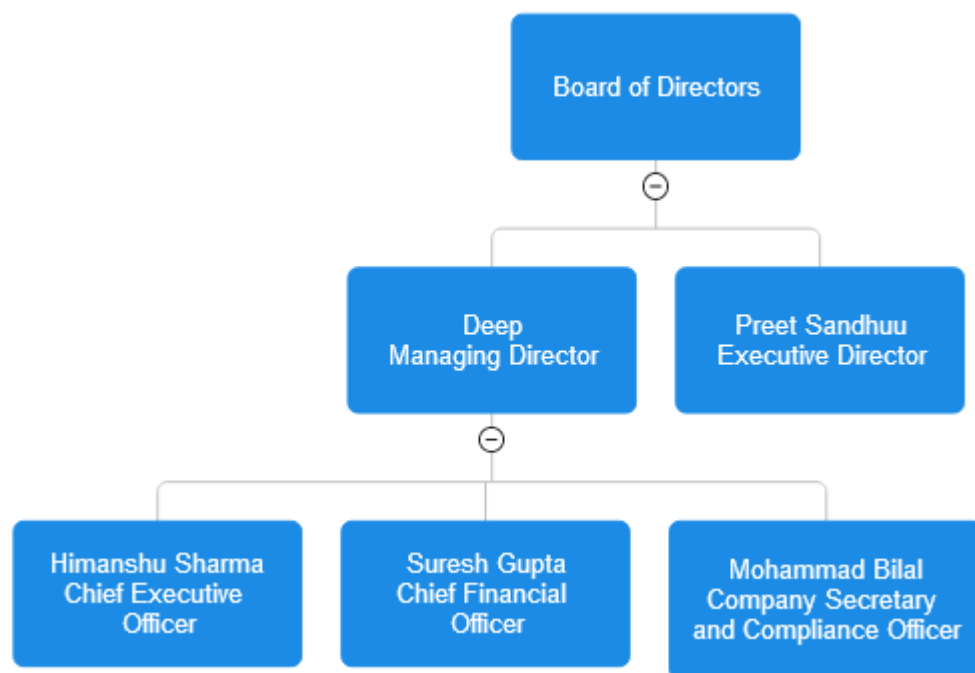 Board of Directors
Deep
Managing Director
Preet Sandhuu
Executive Director
Himanshu Sharma
Chief Executive
Officer
Suresh Gupta
Chief Financial
Officer
Mohammad Bilal
Company Secretary
and Compliance Officer